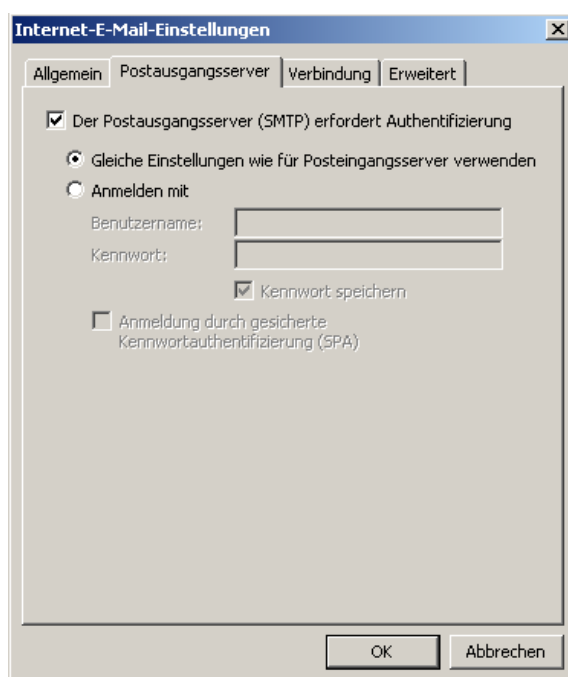 Internet-E-Mail-Einstellungen
Allgemein Postausgangsserver Verbindung Erweitert
Der Postausgangsserver (SMTP) erfordert Authentifizierung
Gleiche Einstellungen wie für Posteingangsserver verwenden
Anmelden mit
Benutzername:
Kennwort:
Kennwort speichern
Anmeldung durch gesicherte
Kennwortauthentifizierung (SPA)
OK Abbrechen